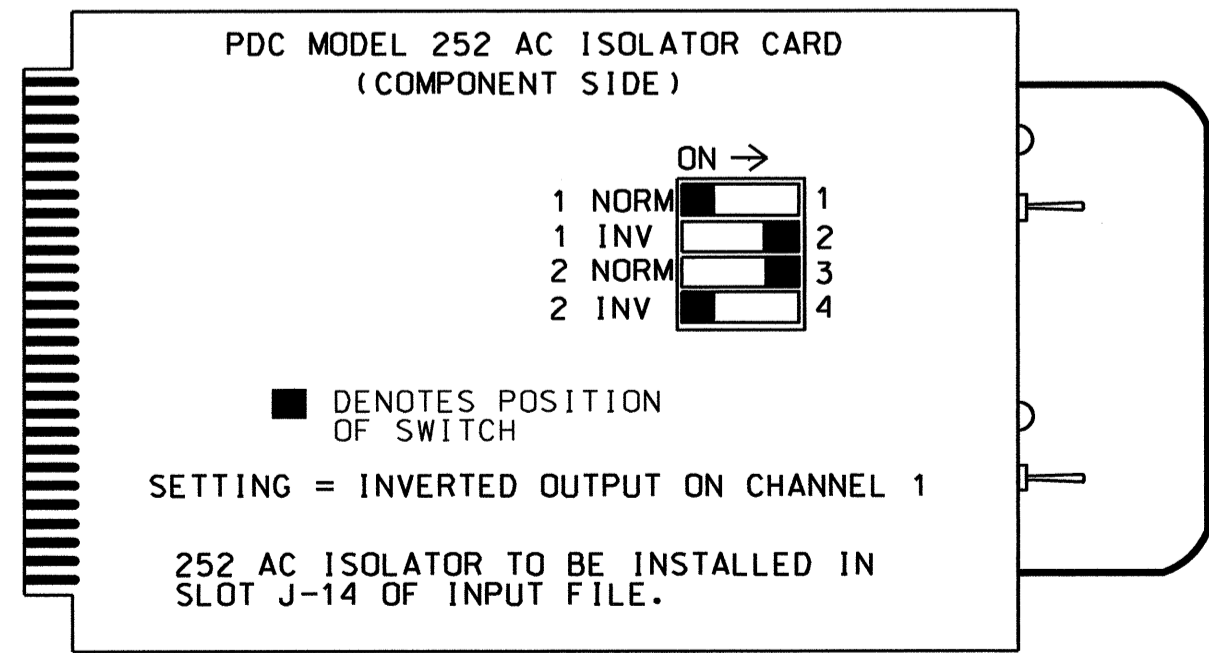 PDC MODEL 252 AC ISOLATOR CARD
(COMPONENT SIDE)
ON →
1 NORM 1
1 INV 2
2 NORM 3
2 INV 4
DENOTES POSITION
OF SWITCH
SETTING = INVERTED OUTPUT ON CHANNEL 1
252 AC ISOLATOR TO BE INSTALLED IN
SLOT J-14 OF INPUT FILE.